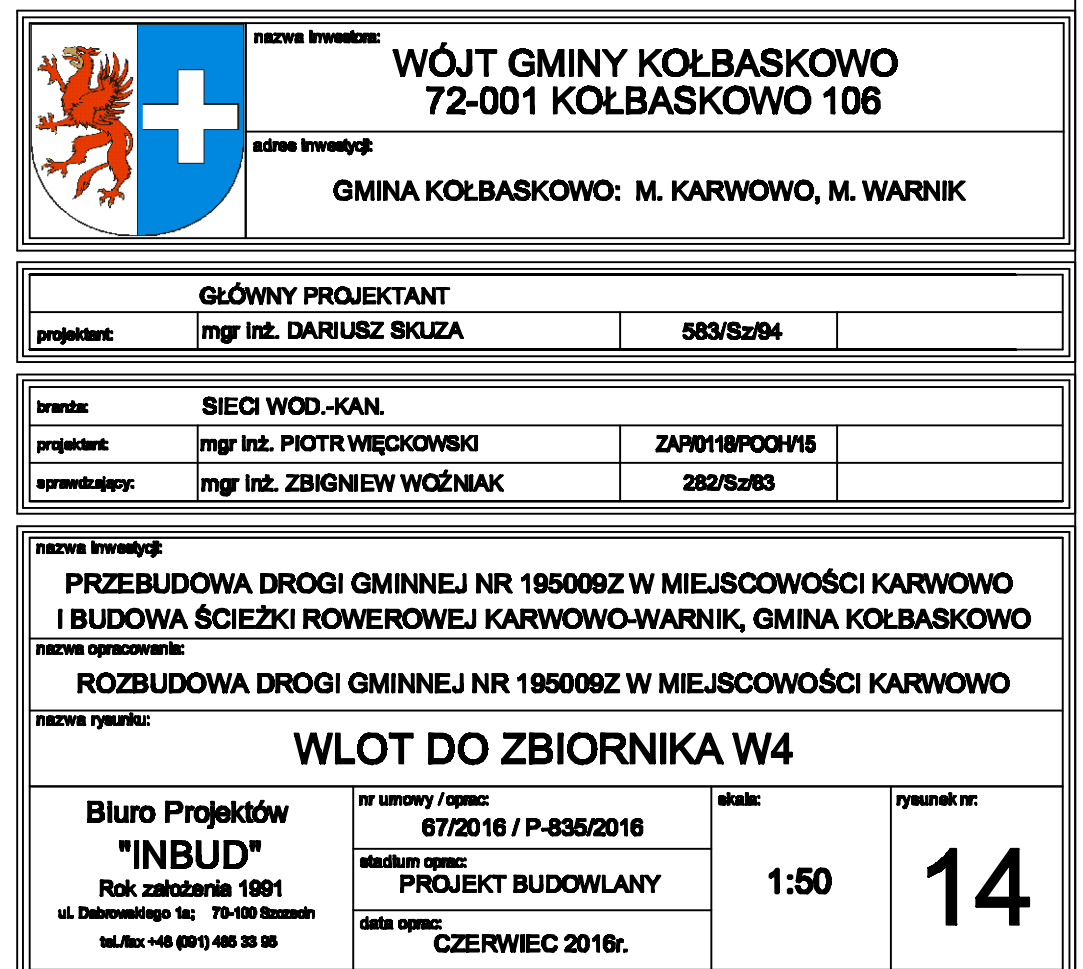 nazwa inwestora:
WÓJT GMINY KOŁBASKOWO
72-001 KOŁBASKOWO 106
adres inwestycji:
GMINA KOŁBASKOWO: M. KARWOWO, M. WARNIK
GŁÓWNY PROJEKTANT
projektant: mgr inż. DARIUSZ SKUZA 583/Sz/94
branża: SIECI WOD.-KAN.
projektant: mgr inż. PIOTR WIĘCKOWSKI ZAP/0118/POOH/15
sprawdzający: mgr inż. ZBIGNIEW WOŹNIAK 282/Sz/83
nazwa inwestycji:
PRZEBUDOWA DROGI GMINNEJ NR 195009Z W MIEJSCOWOŚCI KARWOWO
I BUDOWA ŚCIEŻKI ROWEROWEJ KARWOWO-WARNIK, GMINA KOŁBASKOWO
nazwa opracowania:
ROZBUDOWA DROGI GMINNEJ NR 195009Z W MIEJSCOWOŚCI KARWOWO
nazwa rysunku:
WLOT DO ZBIORNIKA W4
Biuro Projektów
"INBUD"
Rok założenia 1991
ul. Dabrowskiego 1a; 70-100 Szczecin
tel./fax +48 (091) 485 33 95
nr umowy / oprac:
67/2016 / P-835/2016
stadium oprac:
PROJEKT BUDOWLANY
data oprac:
CZERWIEC 2016r.
skala:
1:50
rysunek nr:
14